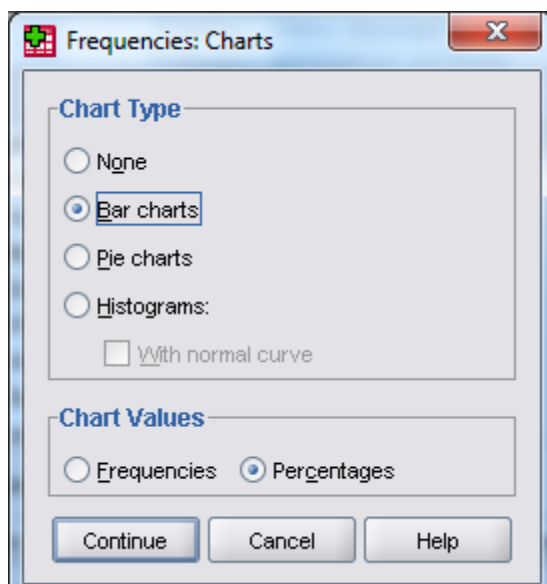 Frequencies: Charts
Chart Type
None
Bar charts
Pie charts
Histograms:
With normal curve
Chart Values
Frequencies Percentages
Continue Cancel Help